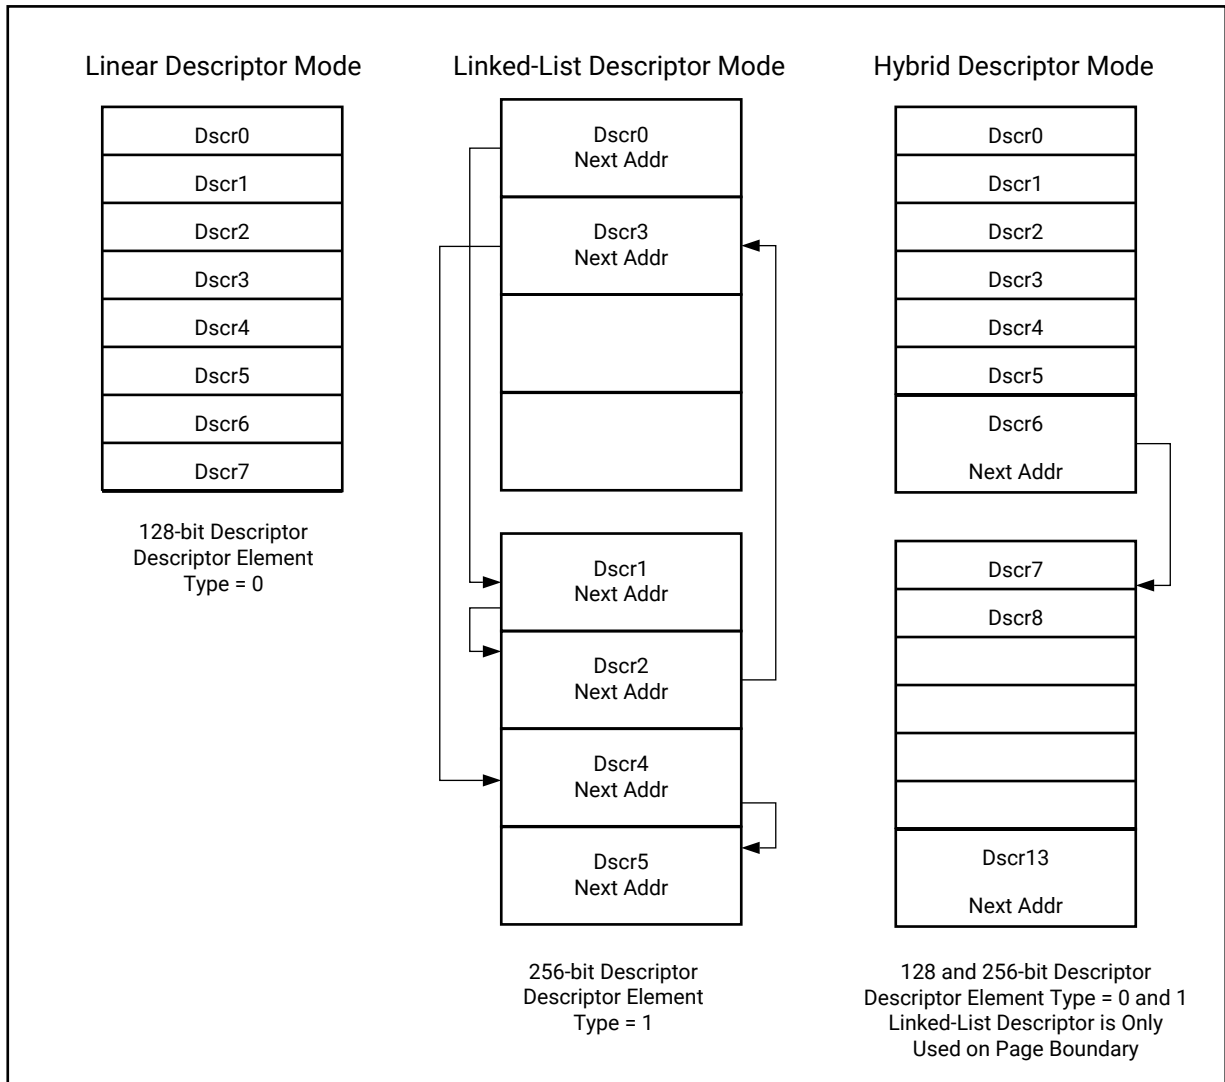 Linear Descriptor Mode
Dscr0
Dscr1
Dscr2
Dscr3
Dscr4
Dscr5
Dscr6
Dscr7
128-bit Descriptor
Descriptor Element
Type = 0
Linked-List Descriptor Mode
Dscr0
Next Addr
Dscr3
Next Addr
Dscr1
Next Addr
Dscr2
Next Addr
Dscr4
Next Addr
Dscr5
Next Addr
256-bit Descriptor
Descriptor Element
Type = 1
Hybrid Descriptor Mode
Dscr0
Dscr1
Dscr2
Dscr3
Dscr4
Dscr5
Dscr6
Next Addr
Dscr7
Dscr8
Dscr13
Next Addr
128 and 256-bit Descriptor
Descriptor Element Type = 0 and 1
Linked-List Descriptor is Only
Used on Page Boundary